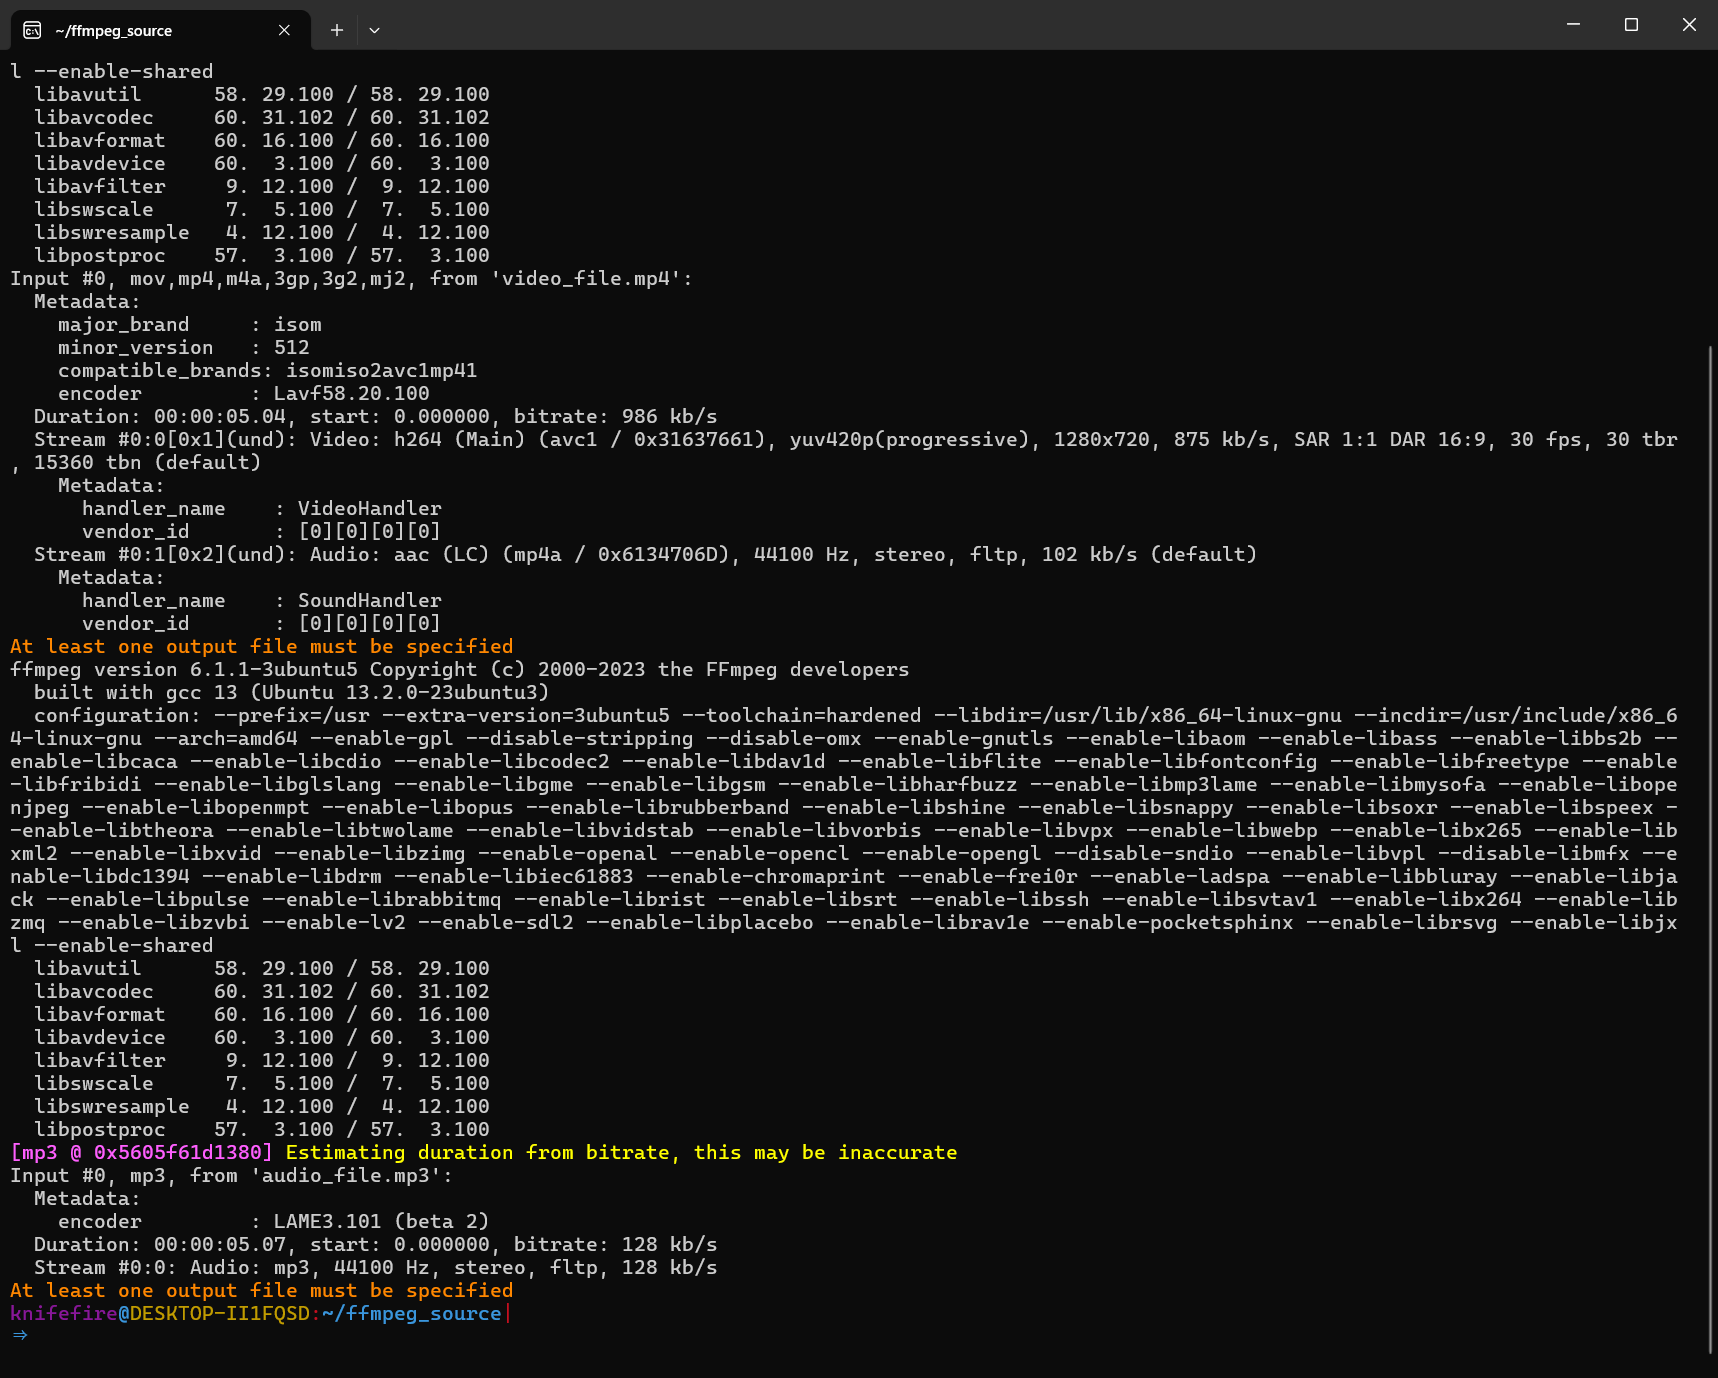 ~/ffmpeg_source
l --enable-shared
  libavutil      58. 29.100 / 58. 29.100
  libavcodec     60. 31.102 / 60. 31.102
  libavformat    60. 16.100 / 60. 16.100
  libavdevice    60.  3.100 / 60.  3.100
  libavfilter     9. 12.100 /  9. 12.100
  libswscale      7.  5.100 /  7.  5.100
  libswresample   4. 12.100 /  4. 12.100
  libpostproc    57.  3.100 / 57.  3.100
Input #0, mov,mp4,m4a,3gp,3g2,mj2, from 'video_file.mp4':
  Metadata:
    major_brand     : isom
    minor_version   : 512
    compatible_brands: isomiso2avc1mp41
    encoder         : Lavf58.20.100
  Duration: 00:00:05.04, start: 0.000000, bitrate: 986 kb/s
  Stream #0:0[0x1](und): Video: h264 (Main) (avc1 / 0x31637661), yuv420p(progressive), 1280x720, 875 kb/s, SAR 1:1 DAR 16:9, 30 fps, 30 tbr
, 15360 tbn (default)
    Metadata:
      handler_name    : VideoHandler
      vendor_id       : [0][0][0][0]
  Stream #0:1[0x2](und): Audio: aac (LC) (mp4a / 0x6134706D), 44100 Hz, stereo, fltp, 102 kb/s (default)
    Metadata:
      handler_name    : SoundHandler
      vendor_id       : [0][0][0][0]
At least one output file must be specified
ffmpeg version 6.1.1-3ubuntu5 Copyright (c) 2000-2023 the FFmpeg developers
  built with gcc 13 (Ubuntu 13.2.0-23ubuntu3)
  configuration: --prefix=/usr --extra-version=3ubuntu5 --toolchain=hardened --libdir=/usr/lib/x86_64-linux-gnu --incdir=/usr/include/x86_6
4-linux-gnu --arch=amd64 --enable-gpl --disable-stripping --disable-omx --enable-gnutls --enable-libaom --enable-libass --enable-libbs2b --
enable-libcaca --enable-libcdio --enable-libcodec2 --enable-libdav1d --enable-libflite --enable-libfontconfig --enable-libfreetype --enable
-libfribidi --enable-libglslang --enable-libgme --enable-libgsm --enable-libharfbuzz --enable-libmp3lame --enable-libmysofa --enable-libope
njpeg --enable-libopenmpt --enable-libopus --enable-librubberband --enable-libshine --enable-libsnappy --enable-libsoxr --enable-libspeex -
-enable-libtheora --enable-libtwolame --enable-libvidstab --enable-libvorbis --enable-libvpx --enable-libwebp --enable-libx265 --enable-lib
xml2 --enable-libxvid --enable-libzimg --enable-openal --enable-opencl --enable-opengl --disable-sndio --enable-libvpl --disable-libmfx --e
nable-libdc1394 --enable-libdrm --enable-libiec61883 --enable-chromaprint --enable-frei0r --enable-ladspa --enable-libbluray --enable-libja
ck --enable-libpulse --enable-librabbitmq --enable-librist --enable-libsrt --enable-libssh --enable-libsvtav1 --enable-libx264 --enable-lib
zmq --enable-libzvbi --enable-lv2 --enable-sdl2 --enable-libplacebo --enable-librav1e --enable-pocketsphinx --enable-librsvg --enable-libjx
l --enable-shared
  libavutil      58. 29.100 / 58. 29.100
  libavcodec     60. 31.102 / 60. 31.102
  libavformat    60. 16.100 / 60. 16.100
  libavdevice    60.  3.100 / 60.  3.100
  libavfilter     9. 12.100 /  9. 12.100
  libswscale      7.  5.100 /  7.  5.100
  libswresample   4. 12.100 /  4. 12.100
  libpostproc    57.  3.100 / 57.  3.100
[mp3 @ 0x5605f61d1380] Estimating duration from bitrate, this may be inaccurate
Input #0, mp3, from 'audio_file.mp3':
  Metadata:
    encoder         : LAME3.101 (beta 2)
  Duration: 00:00:05.07, start: 0.000000, bitrate: 128 kb/s
  Stream #0:0: Audio: mp3, 44100 Hz, stereo, fltp, 128 kb/s
At least one output file must be specified
knifefire@DESKTOP-II1FQSD:~/ffmpeg_source|
⇒